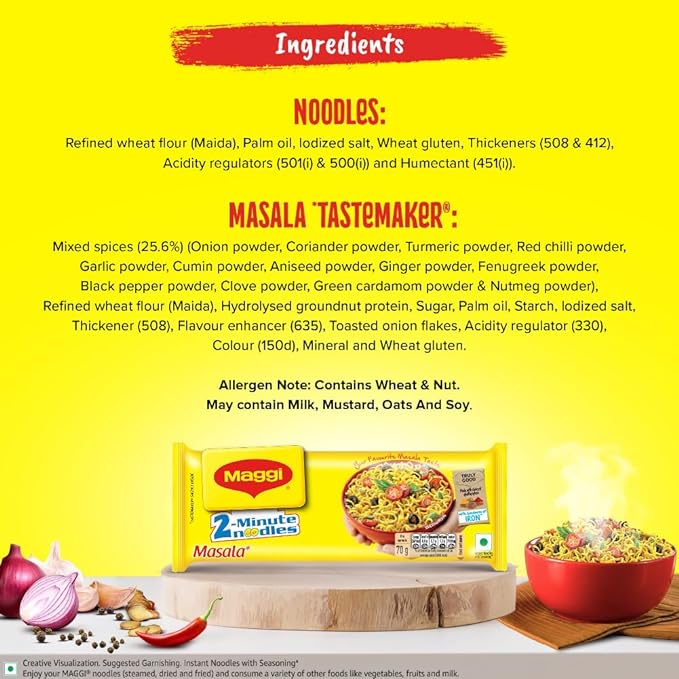 Ingredients
NOODLES:
Refined wheat flour (Maida), Palm oil, Iodized salt, Wheat gluten, Thickeners (508 & 412),
Acidity regulators (501(i) & 500(i)) and Humectant (451(i)).
MASALA 'TASTEMAKER®:
Mixed spices (25.6%) (Onion powder, Coriander powder, Turmeric powder, Red chilli powder,
Garlic powder, Cumin powder, Aniseed powder, Ginger powder, Fenugreek powder,
Black pepper powder, Clove powder, Green cardamom powder & Nutmeg powder),
Refined wheat flour (Maida), Hydrolysed groundnut protein, Sugar, Palm oil, Starch, Iodized salt,
Thickener (508), Flavour enhancer (635), Toasted onion flakes, Acidity regulator (330),
Colour (150d), Mineral and Wheat gluten.
Allergen Note: Contains Wheat & Nut.
May contain Milk, Mustard, Oats And Soy.
Your Favourite Masala Taste
Maggi
TRULY
GOOD
2-Minute
noodles
IRON
Masala
70 g
Creative Visualization. Suggested Garnishing. Instant Noodles with Seasoning*
Enjoy your MAGGI® noodles (steamed, dried and fried) and consume a variety of other foods like vegetables, fruits and milk.